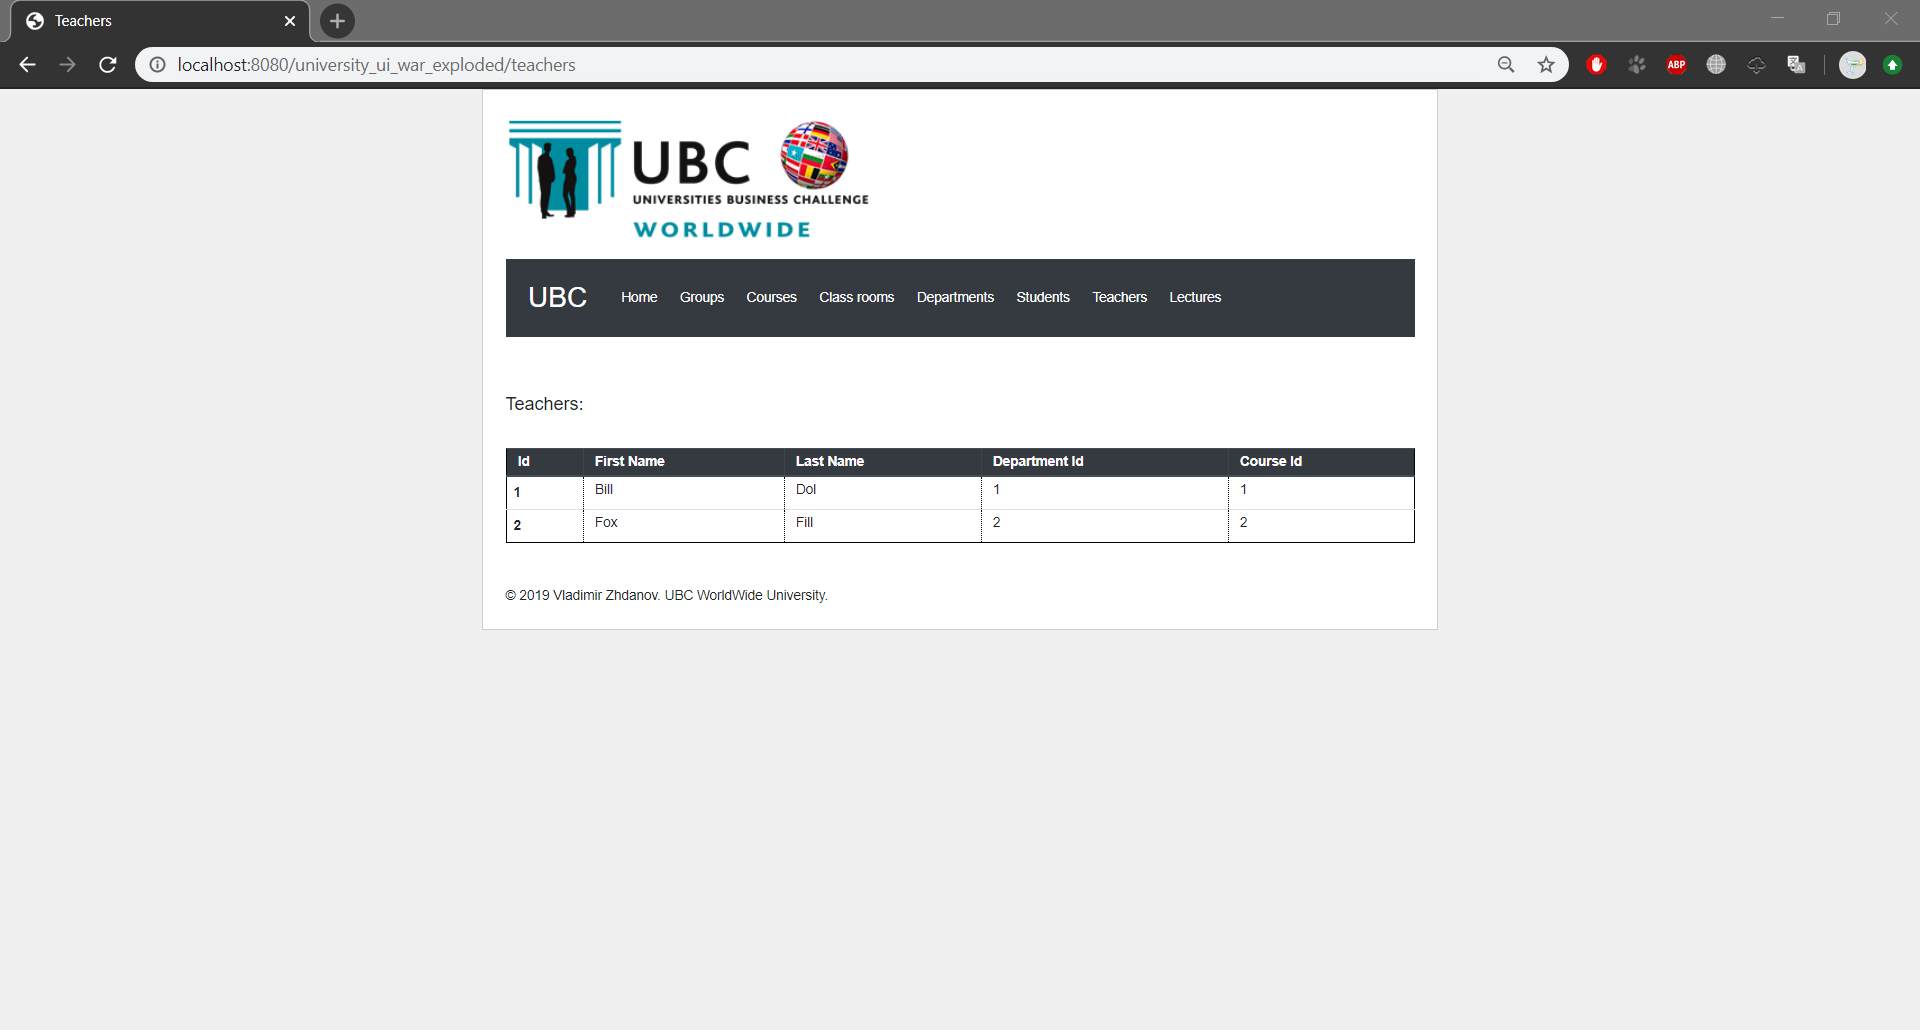 Teachers
localhost:8080/university_ui_war_exploded/teachers
ABP
UBC
UNIVERSITIES BUSINESS CHALLENGE
WORLDWIDE
UBC Home Groups Courses Class rooms Departments Students Teachers Lectures
Teachers:
Id First Name Last Name Department Id Course Id
1 Bill Dol 1 1
2 Fox Fill 2 2
© 2019 Vladimir Zhdanov. UBC WorldWide University.